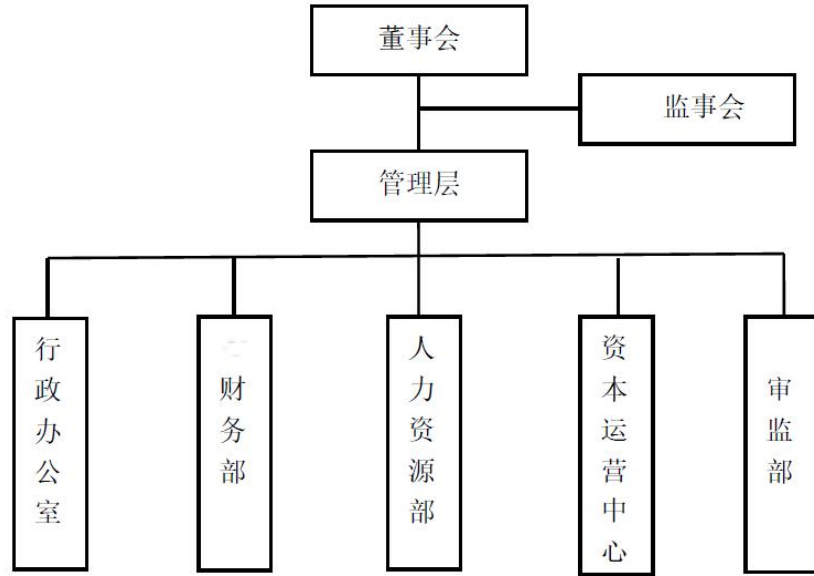 董事会
监事会
管理层
行政办公室
财务部
人力资源部
资本运营中心
审监部